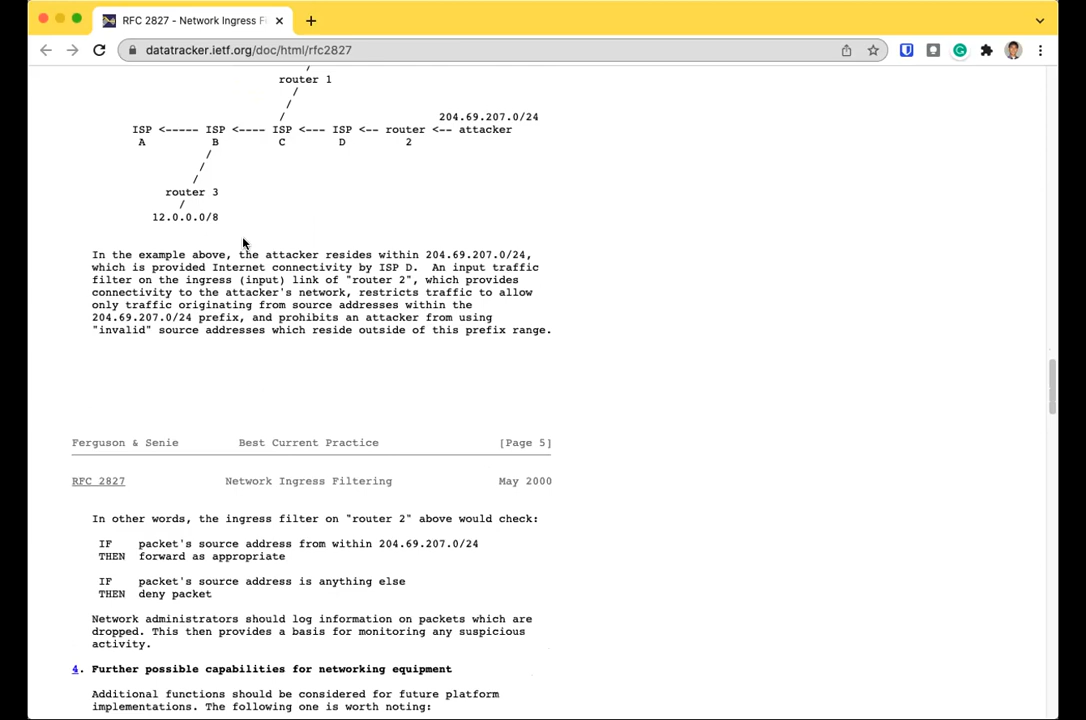 RFC 2827 - Network Ingress Fi
datatracker.ietf.org/doc/html/rfc2827
/
router 1
/
/
/ 204.69.207.0/24
ISP <----- ISP <---- ISP <--- ISP <-- router <-- attacker
A B C D 2
/
/
/
router 3
/
12.0.0.0/8
In the example above, the attacker resides within 204.69.207.0/24,
which is provided Internet connectivity by ISP D. An input traffic
filter on the ingress (input) link of "router 2", which provides
connectivity to the attacker's network, restricts traffic to allow
only traffic originating from source addresses within the
204.69.207.0/24 prefix, and prohibits an attacker from using
"invalid" source addresses which reside outside of this prefix range.
Ferguson & Senie Best Current Practice [Page 5]
RFC 2827 Network Ingress Filtering May 2000
In other words, the ingress filter on "router 2" above would check:
IF packet's source address from within 204.69.207.0/24
THEN forward as appropriate
IF packet's source address is anything else
THEN deny packet
Network administrators should log information on packets which are
dropped. This then provides a basis for monitoring any suspicious
activity.
4. Further possible capabilities for networking equipment
Additional functions should be considered for future platform
implementations. The following one is worth noting: